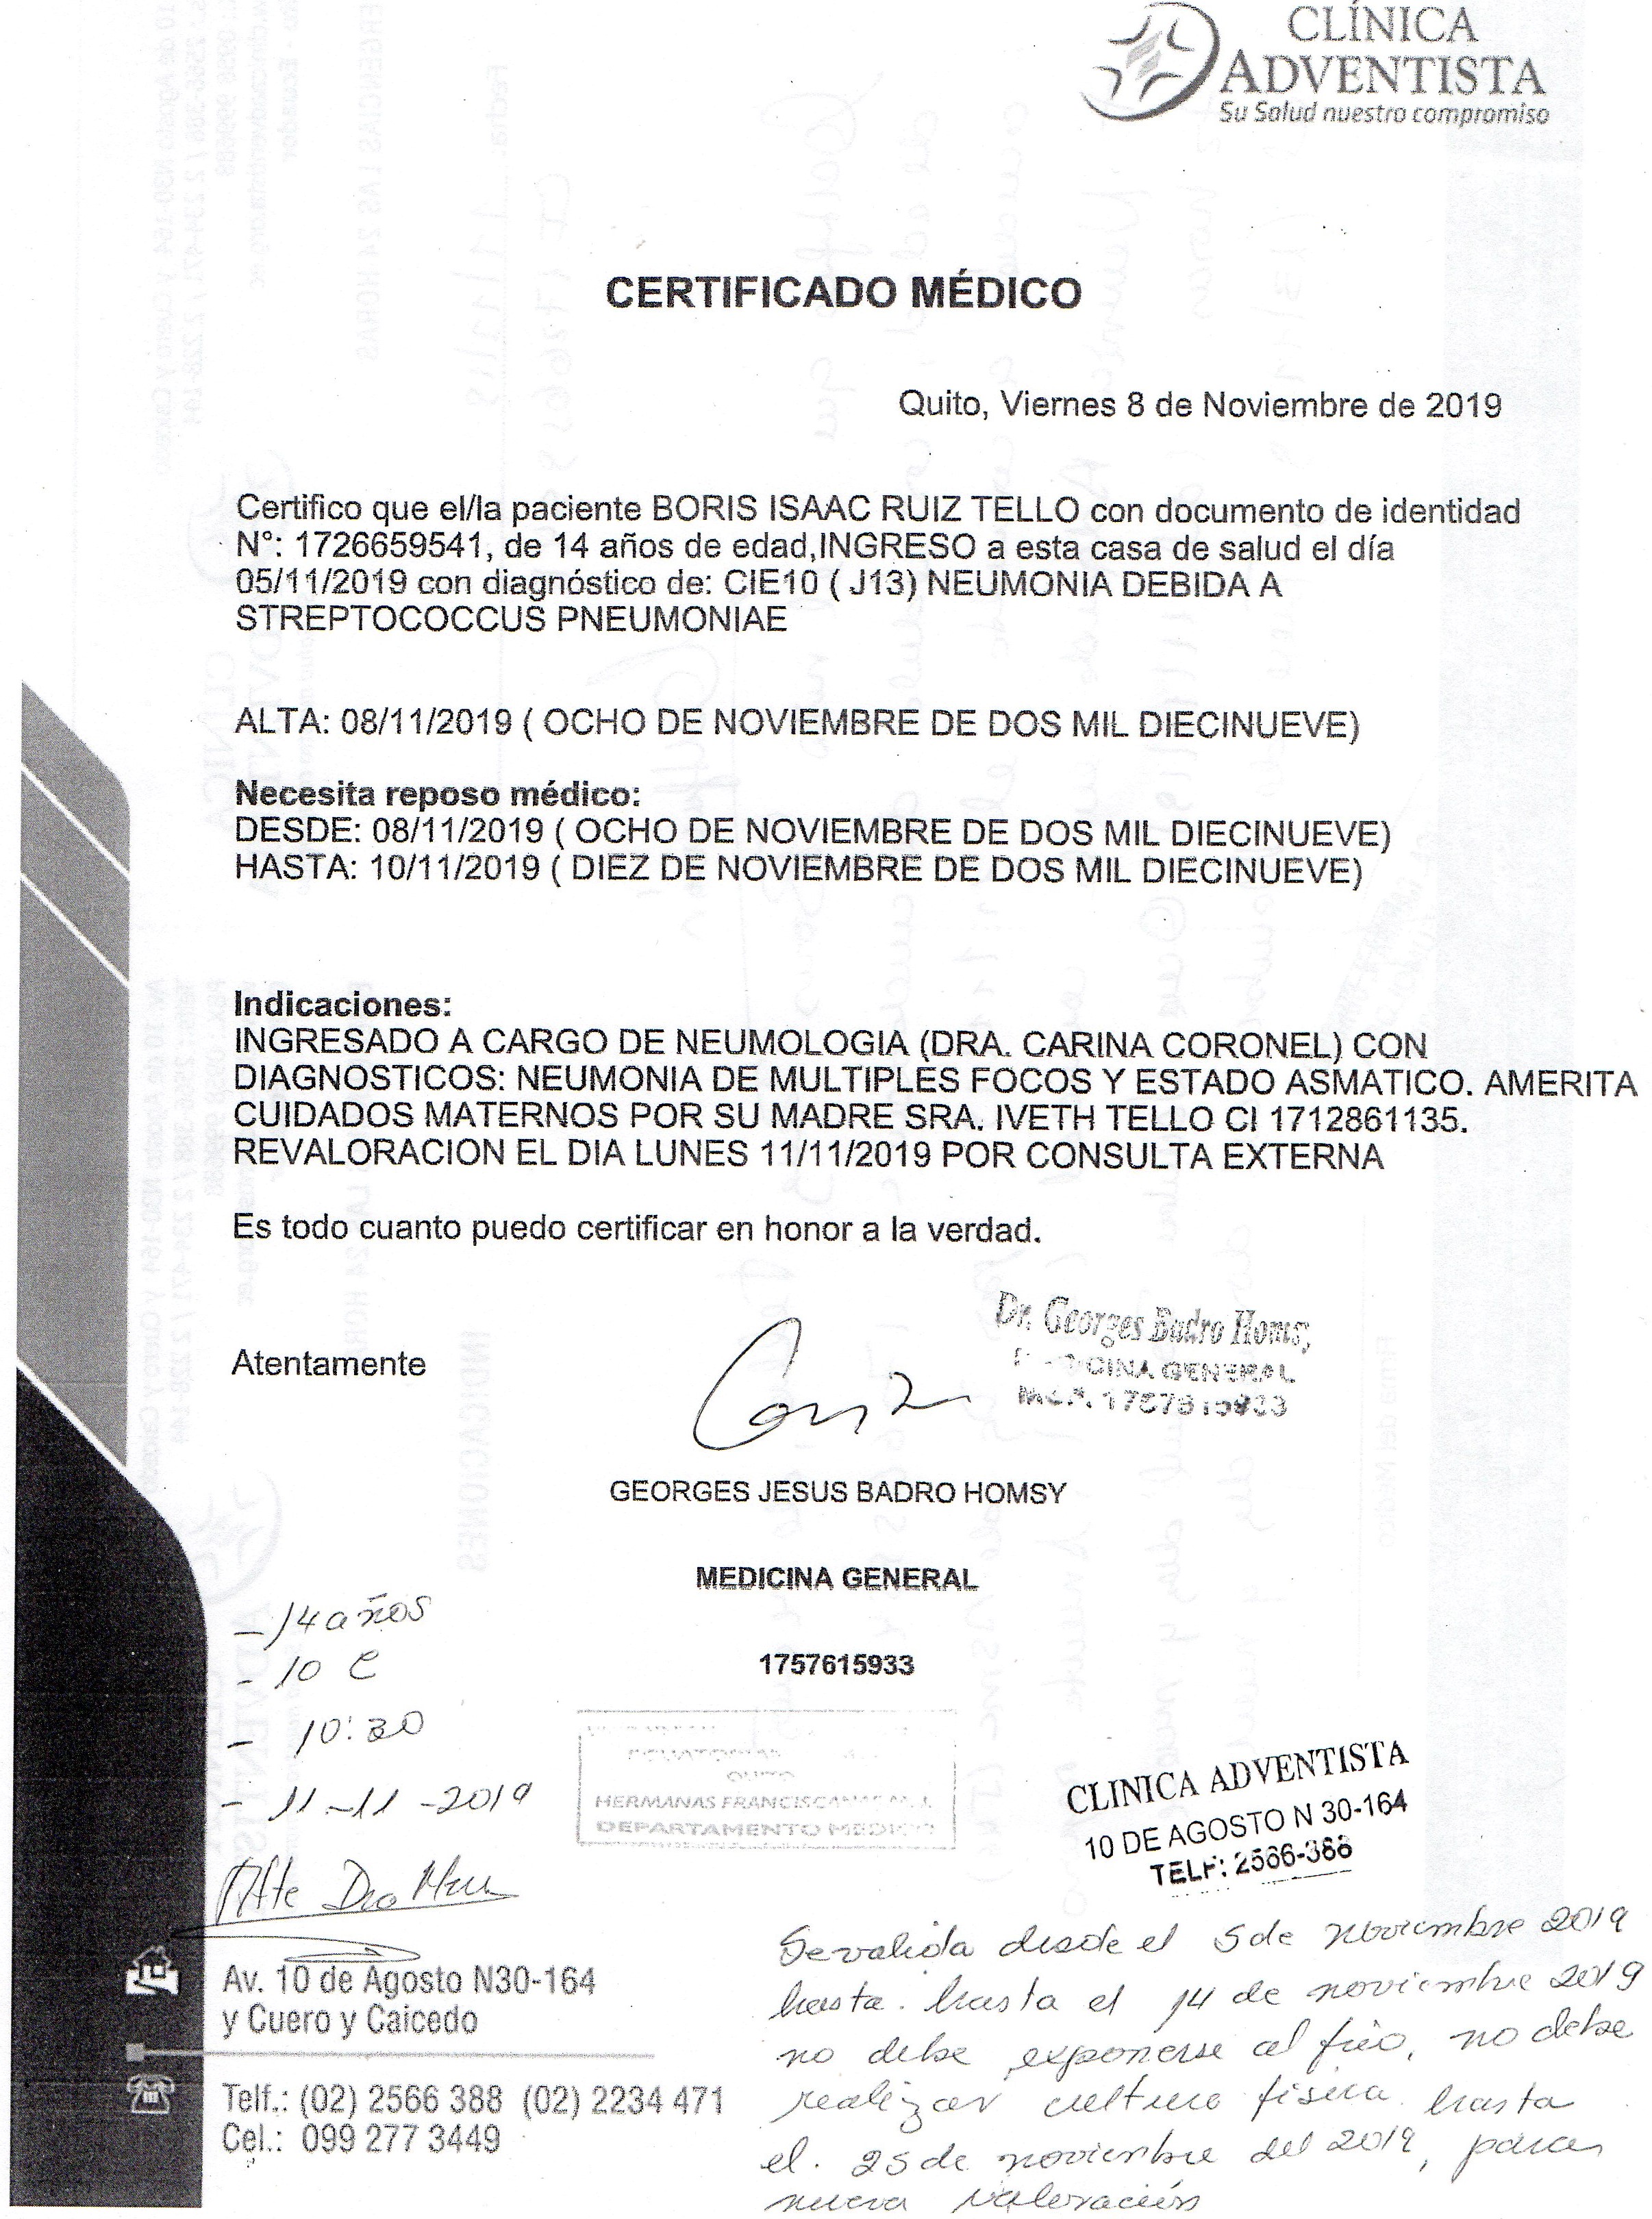 CLÍNICA
ADVENTISTA
Su Salud nuestro compromiso
CERTIFICADO MÉDICO
Quito, Viernes 8 de Noviembre de 2019
Certifico que el/la paciente BORIS ISAAC RUIZ TELLO con documento de identidad
N°: 1726659541, de 14 años de edad,INGRESO a esta casa de salud el día
05/11/2019 con diagnóstico de: CIE10 ( J13) NEUMONIA DEBIDA A
STREPTOCOCCUS PNEUMONIAE
ALTA: 08/11/2019 ( OCHO DE NOVIEMBRE DE DOS MIL DIECINUEVE)
Necesita reposo médico:
DESDE: 08/11/2019 ( OCHO DE NOVIEMBRE DE DOS MIL DIECINUEVE)
HASTA: 10/11/2019 ( DIEZ DE NOVIEMBRE DE DOS MIL DIECINUEVE)
Indicaciones:
INGRESADO A CARGO DE NEUMOLOGIA (DRA. CARINA CORONEL) CON
DIAGNOSTICOS: NEUMONIA DE MULTIPLES FOCOS Y ESTADO ASMATICO. AMERITA
CUIDADOS MATERNOS POR SU MADRE SRA. IVETH TELLO CI 1712861135.
REVALORACION EL DIA LUNES 11/11/2019 POR CONSULTA EXTERNA
Es todo cuanto puedo certificar en honor a la verdad.
Atentamente
Dr. Georges Badro Homsy
GENERAL
GEORGES JESUS BADRO HOMSY
MEDICINA GENERAL
1757615933
- 14 años
- 10 C
- 10:30
- 11-11-2019
HERMANAS FRANCISCANAS M. I.
DEPARTAMENTO MEDICO
CLINICA ADVENTISTA
10 DE AGOSTO N 30-164
TELF: 2566-388
Se valida desde el 5 de noviembre 2019
hasta. hasta el 14 de noviembre 2019
no debe exponerse al frio, no debe
realizar cultura física hasta
el. 25 de noviembre del 2019, para
nueva valoración
Av. 10 de Agosto N30-164
y Cuero y Caicedo
Telf.: (02) 2566 388 (02) 2234 471
Cel.: 099 277 3449